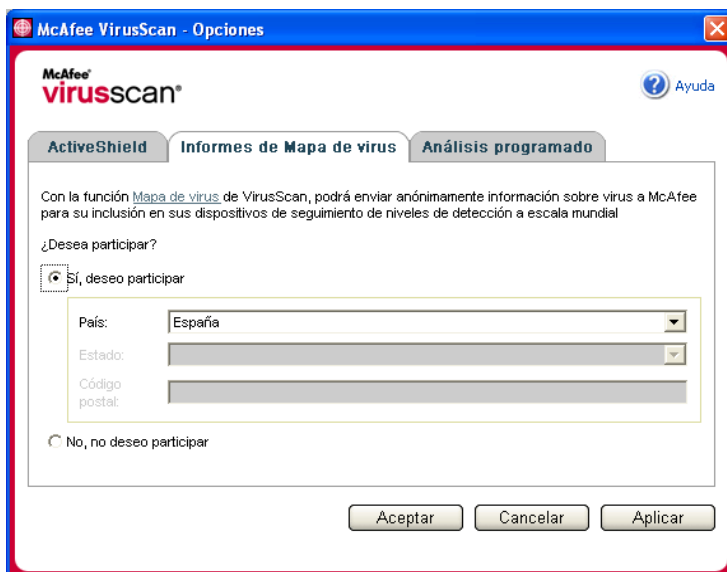 McAfee VirusScan - Opciones
McAfee®
virusscan®
Ayuda
ActiveShield
Informes de Mapa de virus
Análisis programado
Con la función Mapa de virus de VirusScan, podrá enviar anónimamente información sobre virus a McAfee
para su inclusión en sus dispositivos de seguimiento de niveles de detección a escala mundial
¿Desea participar?
Sí, deseo participar
País:
España
Estado:
Código
postal:
No, no deseo participar
Aceptar
Cancelar
Aplicar